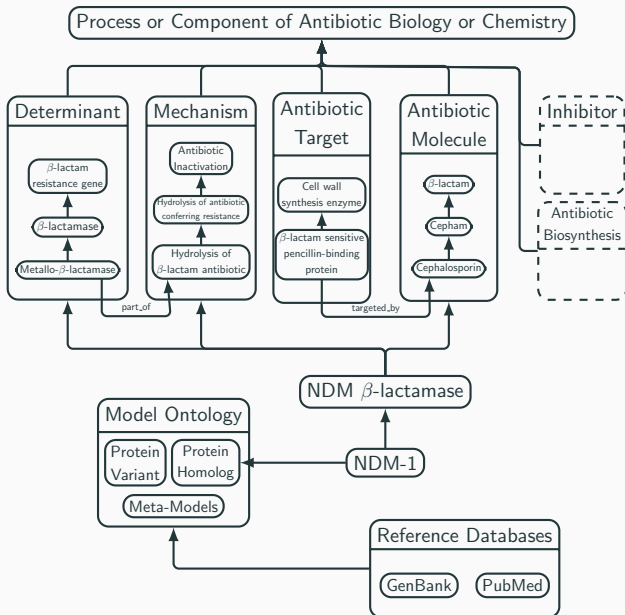 Process or Component of Antibiotic Biology or Chemistry
Determinant
β-lactam
resistance gene
β-lactamase
Metallo-β-lactamase
Mechanism
Antibiotic
Inactivation
Hydrolysis of antibiotic
conferring resistance
Hydrolysis of
β-lactam antibiotic
Antibiotic
Target
Cell wall
synthesis enzyme
β-lactam sensitive
pencillin-binding
protein
Antibiotic
Molecule
β-lactam
Cepham
Cephalosporin
Inhibitor
Antibiotic
Biosynthesis
part_of
targeted_by
NDM β-lactamase
Model Ontology
Protein
Variant
Protein
Homolog
Meta-Models
NDM-1
Reference Databases
GenBank
PubMed